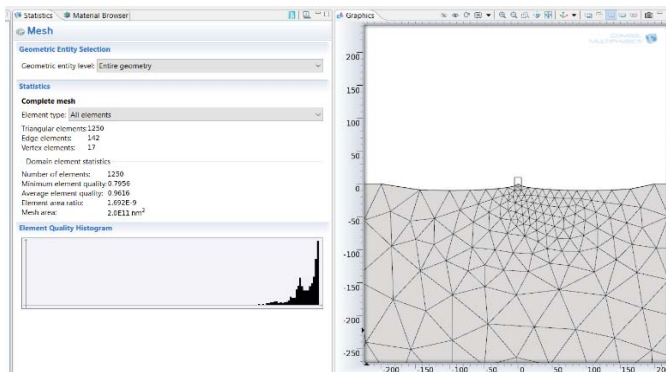 Statistics Material Browser
Mesh
Geometric Entity Selection
Geometric entity level: Entire geometry
Statistics
Complete mesh
Element type: All elements
Triangular elements: 1250
Edge elements: 142
Vertex elements: 17
Domain element statistics
Number of elements: 1250
Minimum element quality: 0.7956
Average element quality: 0.9616
Element area ratio: 1.692E-9
Mesh area: 2.0E11 nm²
Element Quality Histogram
Graphics
COMSOL
MULTIPHYSICS
200
150
100
50
0
-50
-100
-150
-200
-250
-200 -150 -100 -50 0 50 100 150 20